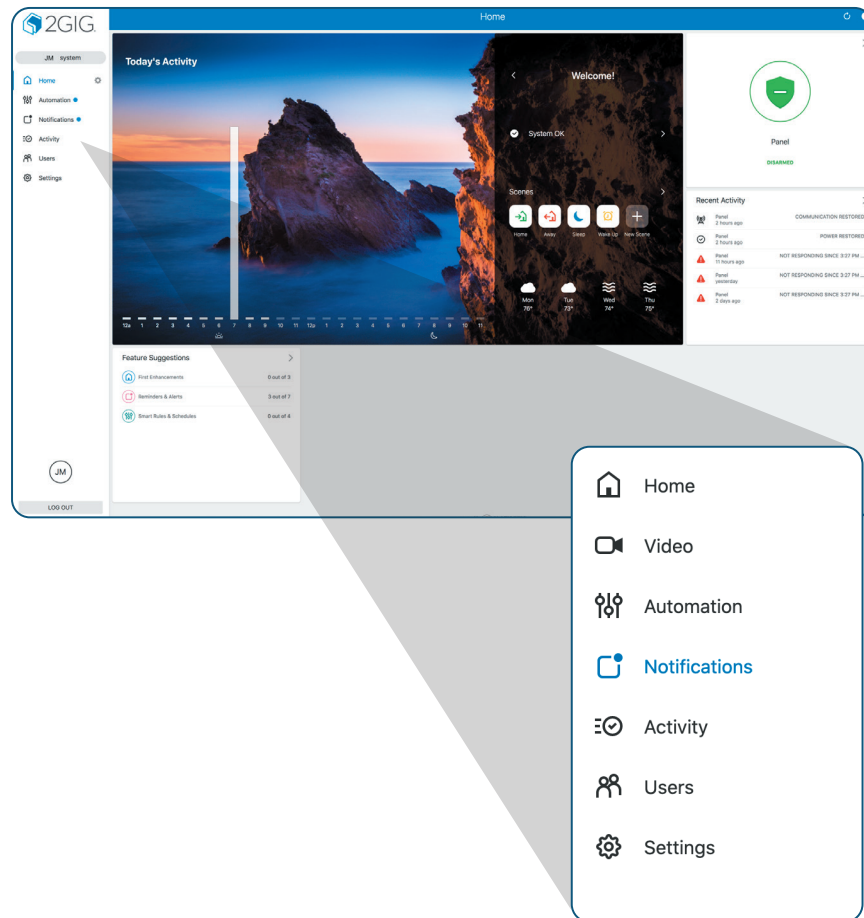 2GIG
Home
JM system
Home
Automation
Notifications
Activity
Users
Settings
JM
LOG OUT
Today's Activity
12a 1 2 3 4 5 6 7 8 9 10 11 12p 1 2 3 4 5 6 7 8 9 10 11
Welcome!
System OK
Scenes
Home Away Sleep Wake Up New Scene
Mon Tue Wed Thu
76° 73° 74° 75°
Panel
DISARMED
Recent Activity
Panel COMMUNICATION RESTORED
2 hours ago
Panel POWER RESTORED
2 hours ago
Panel NOT RESPONDING SINCE 3:27 PM ...
11 hours ago
Panel NOT RESPONDING SINCE 3:27 PM ...
yesterday
Panel NOT RESPONDING SINCE 3:27 PM ...
2 days ago
Feature Suggestions
First Enhancements 0 out of 3
Reminders & Alerts 3 out of 7
Smart Rules & Schedules 0 out of 4
Home
Video
Automation
Notifications
Activity
Users
Settings